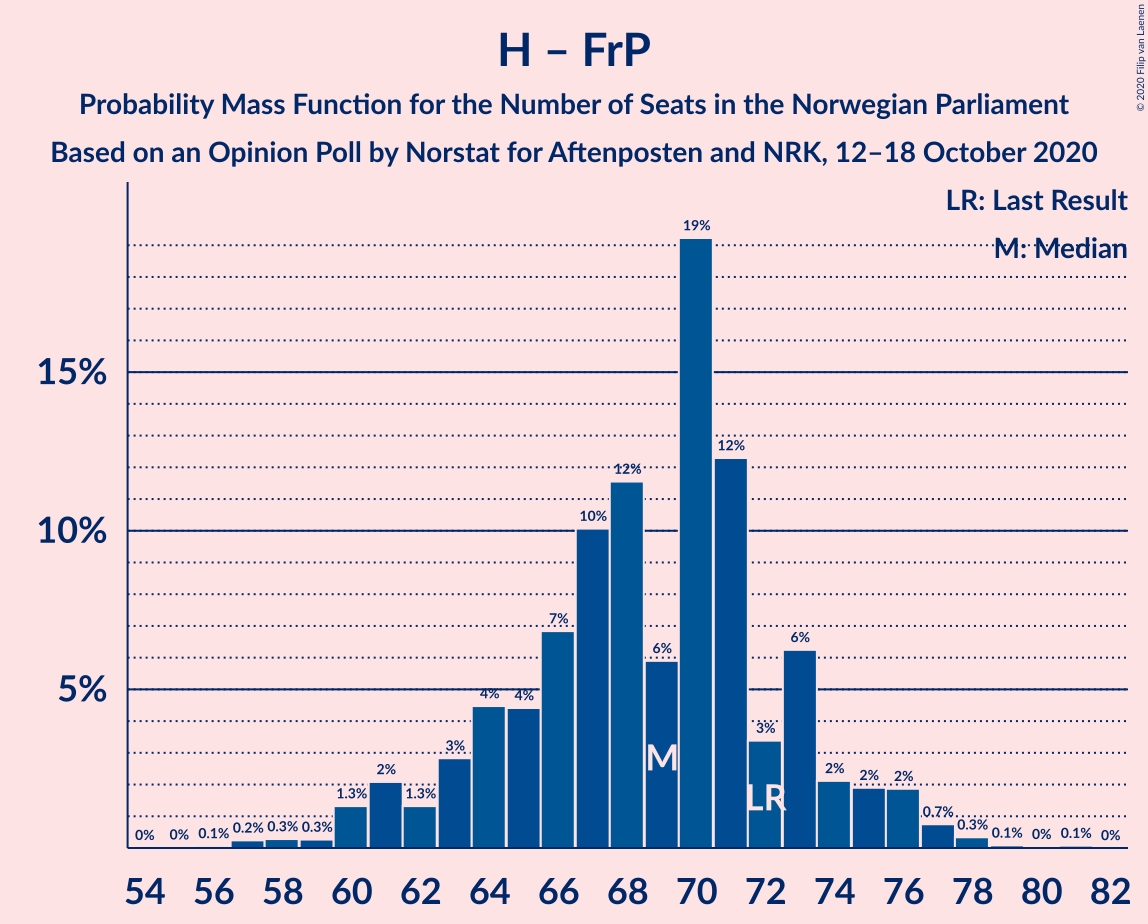 H – FrP
Probability Mass Function for the Number of Seats in the Norwegian Parliament
Based on an Opinion Poll by Norstat for Aftenposten and NRK, 12–18 October 2020
© 2020 Filip van Laenen
LR: Last Result
M: Median
15%
10%
5%
0% 0% 0.1% 0.2% 0.3% 0.3% 1.3% 2% 1.3% 3% 4% 4% 7% 10% 12% 6% 19% 12% 3% 6% 2% 2% 2% 0.7% 0.3% 0.1% 0% 0.1% 0%
M
LR
54 56 58 60 62 64 66 68 70 72 74 76 78 80 82